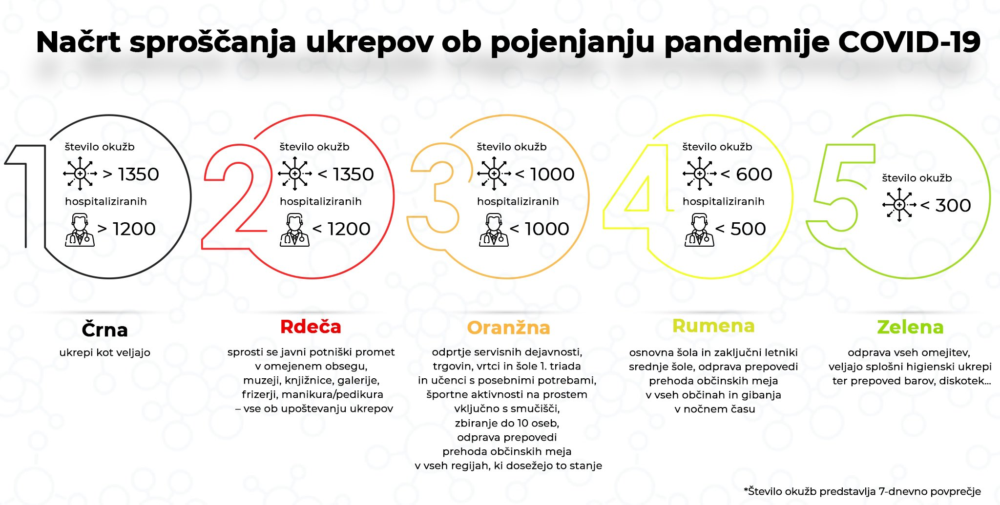 Načrt sproščanja ukrepov ob pojenjanju pandemije COVID-19
1
število okužb
> 1350
hospitaliziranih
> 1200
Črna
ukrepi kot veljajo
2
število okužb
< 1350
hospitaliziranih
< 1200
Rdeča
sprosti se javni potniški promet
v omejenem obsegu,
muzeji, knjižnice, galerije,
frizerji, manikura/pedikura
– vse ob upoštevanju ukrepov
3
število okužb
< 1000
hospitaliziranih
< 1000
Oranžna
odprtje servisnih dejavnosti,
trgovin, vrtci in šole 1. triada
in učenci s posebnimi potrebami,
športne aktivnosti na prostem
vključno s smučišči,
zbiranje do 10 oseb,
odprava prepovedi
prehoda občinskih meja
v vseh regijah, ki dosežejo to stanje
4
število okužb
< 600
hospitaliziranih
< 500
Rumena
osnovna šola in zaključni letniki
srednje šole, odprava prepovedi
prehoda občinskih meja
v vseh občinah in gibanja
v nočnem času
5
število okužb
< 300
Zelena
odprava vseh omejitev,
veljajo splošni higienski ukrepi
ter prepoved barov, diskotek...
*Število okužb predstavlja 7-dnevno povprečje